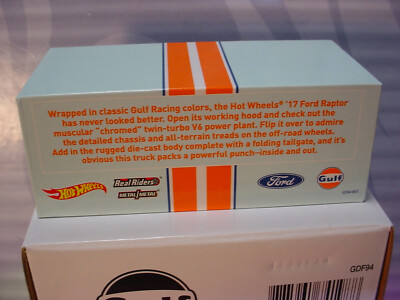 Wrapped in classic Gulf Racing colors, the Hot Wheels® '17 Ford Raptor
has never looked better. Open its working hood and check out the
muscular "chromed" twin-turbo V6 power plant. Flip it over to admire
the detailed chassis and all-terrain treads on the off-road wheels.
Add in the rugged die-cast body complete with a folding tailgate, and it's
obvious this truck packs a powerful punch—inside and out.
HOT WHEELS
Real Riders
METAL/METAL
Ford
Gulf
GDF94
Gulf